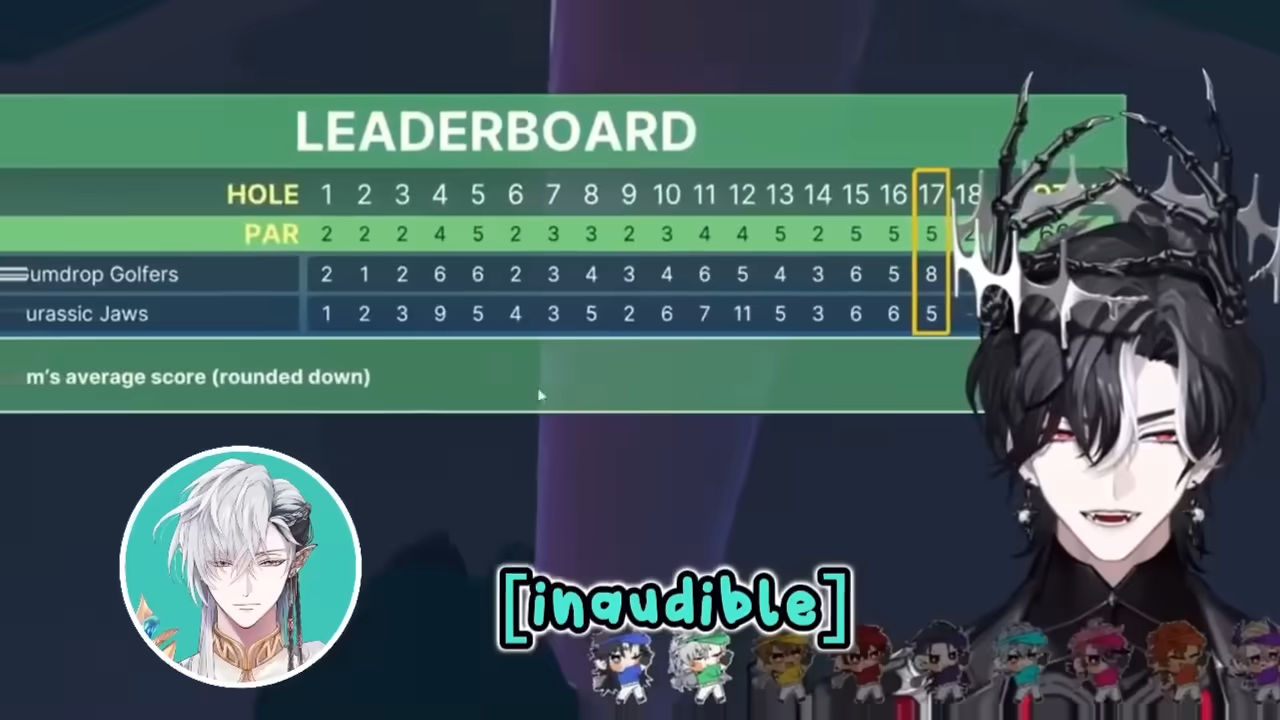 LEADERBOARD
HOLE 1 2 3 4 5 6 7 8 9 10 11 12 13 14 15 16 17 18
PAR 2 2 2 4 5 2 3 3 2 3 4 4 5 2 5 5 5 2
umdrop Golfers 2 1 2 6 6 2 3 4 3 4 6 5 4 3 6 5 8
urassic Jaws 1 2 3 9 5 4 3 5 2 6 7 11 5 3 6 6 5
m's average score (rounded down)
[inaudible]